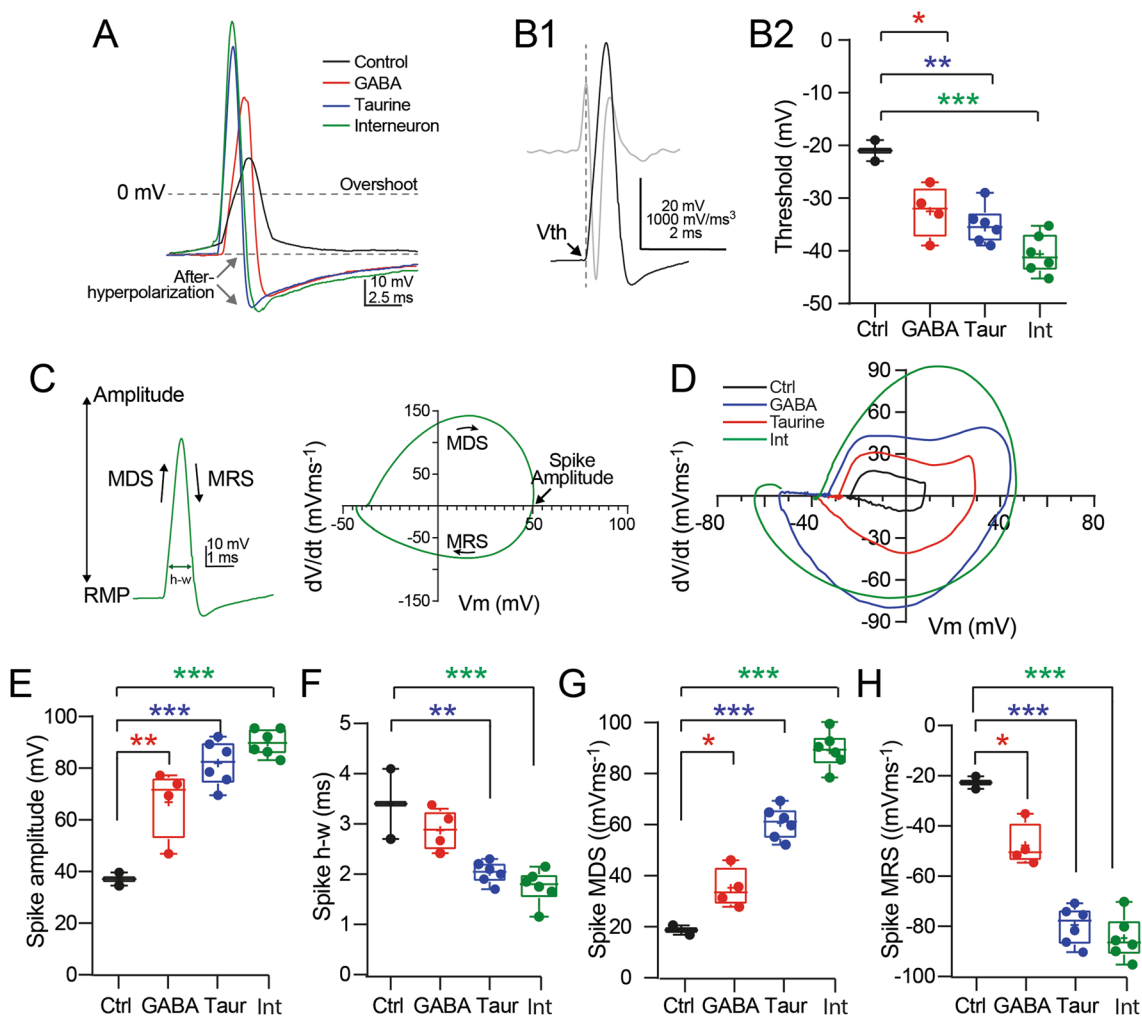 A
Control
GABA
Taurine
Interneuron
0 mV
Overshoot
After-
hyperpolarization
10 mV
2.5 ms
B1
Vth
20 mV
1000 mV/ms3
2 ms
B2
*
**
***
Threshold (mV)
0
-10
-20
-30
-40
-50
Ctrl
GABA
Taur
Int
C
Amplitude
MDS
MRS
h-w
10 mV
1 ms
RMP
dV/dt (mVms-1)
150
100
50
-50
-100
-150
-50
50
100
MDS
Spike
Amplitude
MRS
Vm (mV)
D
Ctrl
GABA
Taurine
Int
dV/dt (mVms-1)
90
60
30
-30
-60
-90
-80
-40
40
80
Vm (mV)
E
***
***
**
Spike amplitude (mV)
100
80
60
40
20
0
Ctrl
GABA
Taur
Int
F
***
**
Spike h-w (ms)
5
4
3
2
1
0
Ctrl
GABA
Taur
Int
G
***
***
*
Spike MDS ((mVms-1)
100
80
60
40
20
0
Ctrl
GABA
Taur
Int
H
***
***
*
Spike MRS ((mVms-1)
0
-20
-40
-60
-80
-100
Ctrl
GABA
Taur
Int